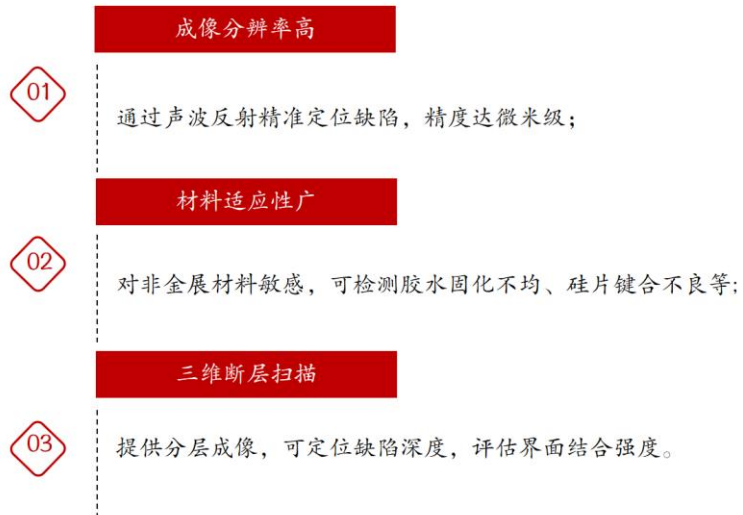 成像分辨率高
01
通过声波反射精准定位缺陷，精度达微米级；
材料适应性广
02
对非金展材料敏感，可检测胶水固化不均、硅片键合不良等；
三维断层扫描
03
提供分层成像，可定位缺陷深度，评估界面结合强度。